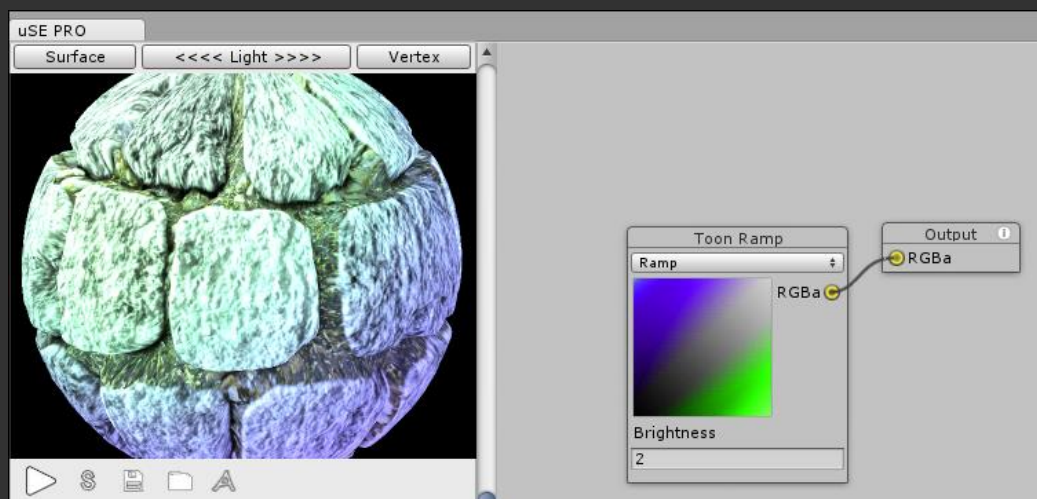 uSE PRO
Surface
<<<< Light >>>>
Vertex
Toon Ramp
Ramp
RGBa
Brightness
2
Output i
RGBa
S
A